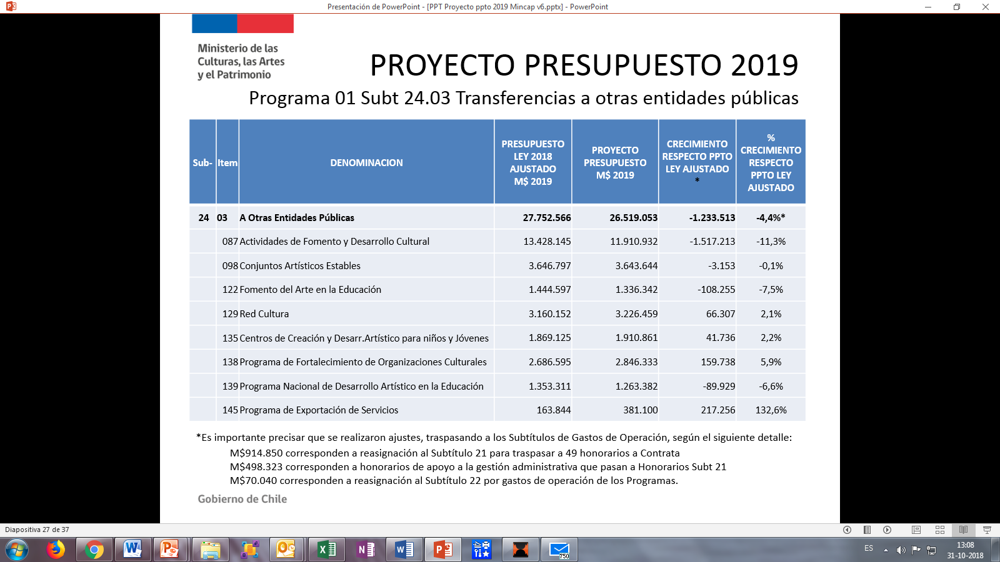 Presentación de PowerPoint - [PPT Proyecto ppto 2019 Mincap v6.pptx] - PowerPoint
Ministerio de las
Culturas, las Artes
y el Patrimonio
PROYECTO PRESUPUESTO 2019
Programa 01 Subt 24.03 Transferencias a otras entidades públicas
Sub- Item DENOMINACION PRESUPUESTO LEY 2018 AJUSTADO M$ 2019 PROYECTO PRESUPUESTO M$ 2019 CRECIMIENTO RESPECTO PPTO LEY AJUSTADO * % CRECIMIENTO RESPECTO PPTO LEY AJUSTADO
24 03 A Otras Entidades Públicas 27.752.566 26.519.053 -1.233.513 -4,4%*
087 Actividades de Fomento y Desarrollo Cultural 13.428.145 11.910.932 -1.517.213 -11,3%
098 Conjuntos Artísticos Estables 3.646.797 3.643.644 -3.153 -0,1%
122 Fomento del Arte en la Educación 1.444.597 1.336.342 -108.255 -7,5%
129 Red Cultura 3.160.152 3.226.459 66.307 2,1%
135 Centros de Creación y Desarr.Artístico para niños y Jóvenes 1.869.125 1.910.861 41.736 2,2%
138 Programa de Fortalecimiento de Organizaciones Culturales 2.686.595 2.846.333 159.738 5,9%
139 Programa Nacional de Desarrollo Artístico en la Educación 1.353.311 1.263.382 -89.929 -6,6%
145 Programa de Exportación de Servicios 163.844 381.100 217.256 132,6%
*Es importante precisar que se realizaron ajustes, traspasando a los Subtítulos de Gastos de Operación, según el siguiente detalle:
M$914.850 corresponden a reasignación al Subtítulo 21 para traspasar a 49 honorarios a Contrata
M$498.323 corresponden a honorarios de apoyo a la gestión administrativa que pasan a Honorarios Subt 21
M$70.040 corresponden a reasignación al Subtítulo 22 por gastos de operación de los Programas.
Gobierno de Chile
Diapositiva 27 de 37
750
ES
13:08
31-10-2018